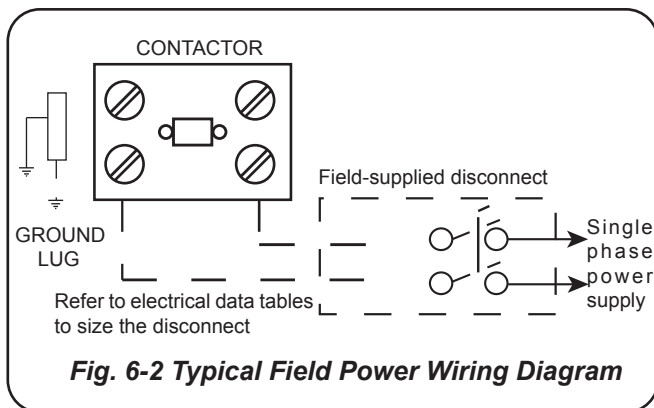 CONTACTOR
Field-supplied disconnect
GROUND
LUG
Single
phase
power
supply
Refer to electrical data tables
to size the disconnect
Fig. 6-2 Typical Field Power Wiring Diagram